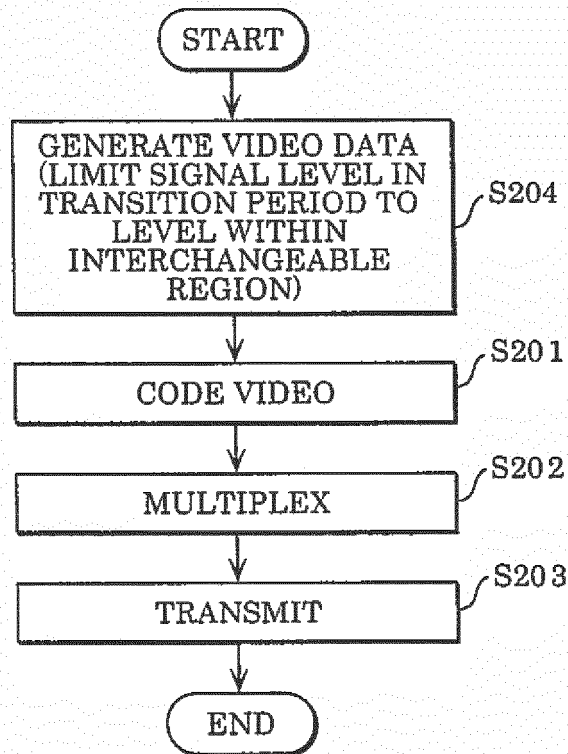 START
GENERATE VIDEO DATA
(LIMIT SIGNAL LEVEL IN
TRANSITION PERIOD TO
LEVEL WITHIN
INTERCHANGEABLE
REGION)
S204
CODE VIDEO
S201
MULTIPLEX
S202
TRANSMIT
S203
END